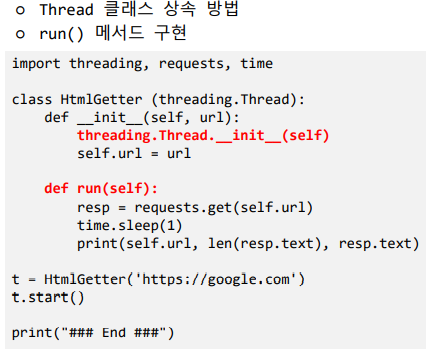 o Thread 클래스 상속 방법
o run() 메서드 구현
import threading, requests, time
class HtmlGetter (threading.Thread):
    def __init__(self, url):
        threading.Thread.__init__(self)
        self.url = url
    def run(self):
        resp = requests.get(self.url)
        time.sleep(1)
        print(self.url, len(resp.text), resp.text)
t = HtmlGetter('https://google.com')
t.start()
print("### End ###")